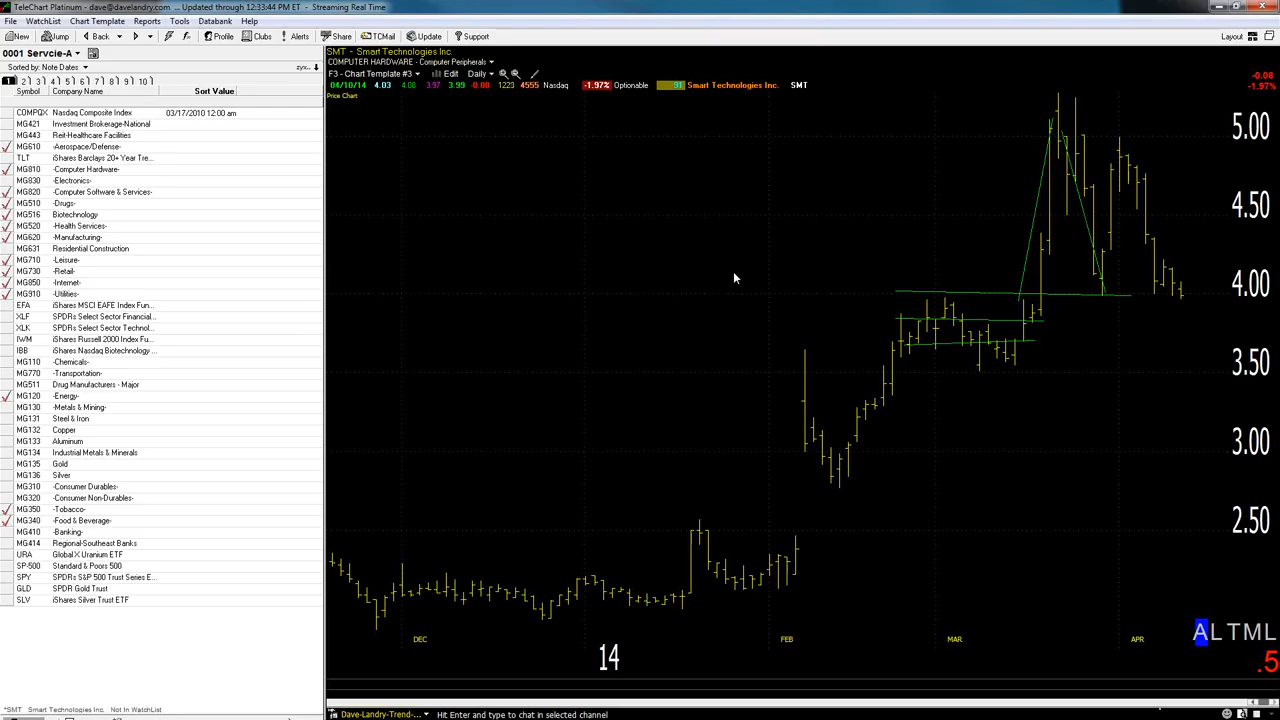 TeleChart Platinum - dave@davelandry.com Updated through 12:33:44 PM ET - Streaming Real Time
File WatchList Chart Template Reports Tools Databank Help
New Jump Back Profile Clubs Alerts Share TCMail Update Support Layout
0001 Servcie-A
Sorted by: Note Dates
1 2 3 4 5 6 7 8 9 10
Symbol Company Name Sort Value
COMPQX Nasdaq Composite Index 03/17/2010 12:00 am
MG421 Investment Brokerage-National
MG443 Reit-Healthcare Facilities
MG610 -Aerospace/Defense-
TLT iShares Barclays 20+ Year Tre...
MG810 -Computer Hardware-
MG830 -Electronics-
MG820 -Computer Software & Services-
MG510 -Drugs-
MG516 Biotechnology
MG520 -Health Services-
MG620 -Manufacturing-
MG631 Residential Construction
MG710 -Leisure-
MG730 -Retail-
MG850 -Internet-
MG910 -Utilities-
EFA iShares MSCI EAFE Index Fun...
XLF SPDRs Select Sector Financial...
XLK SPDRs Select Sector Technol...
IWM iShares Russell 2000 Index Fu...
IBB iShares Nasdaq Biotechnology ...
MG110 -Chemicals-
MG770 -Transportation-
MG511 Drug Manufacturers - Major
MG120 -Energy-
MG130 -Metals & Mining-
MG131 Steel & Iron
MG132 Copper
MG133 Aluminum
MG134 Industrial Metals & Minerals
MG135 Gold
MG136 Silver
MG310 -Consumer Durables-
MG320 -Consumer Non-Durables-
MG350 -Tobacco-
MG340 -Food & Beverage-
MG410 -Banking-
MG414 Regional-Southeast Banks
URA Global X Uranium ETF
SP-500 Standard & Poors 500
SPY SPDRs S&P 500 Trust Series E...
GLD SPDR Gold Trust
SLV iShares Silver Trust ETF
*SMT Smart Technologies Inc. Not In WatchList
SMT - Smart Technologies Inc.
COMPUTER HARDWARE - Computer Peripherals
F3 - Chart Template #3 Edit Daily
04/10/14 4.03 4.08 3.97 3.99 -0.08 1223 4555 Nasdaq -1.97% Optionable 91 Smart Technologies Inc. SMT
-0.08
-1.97%
Price Chart
5.00
4.50
4.00
3.50
3.00
2.50
DEC FEB MAR APR
14
ALTML
.5
Dave-Landry-Trend-... Hit Enter and type to chat in selected channel